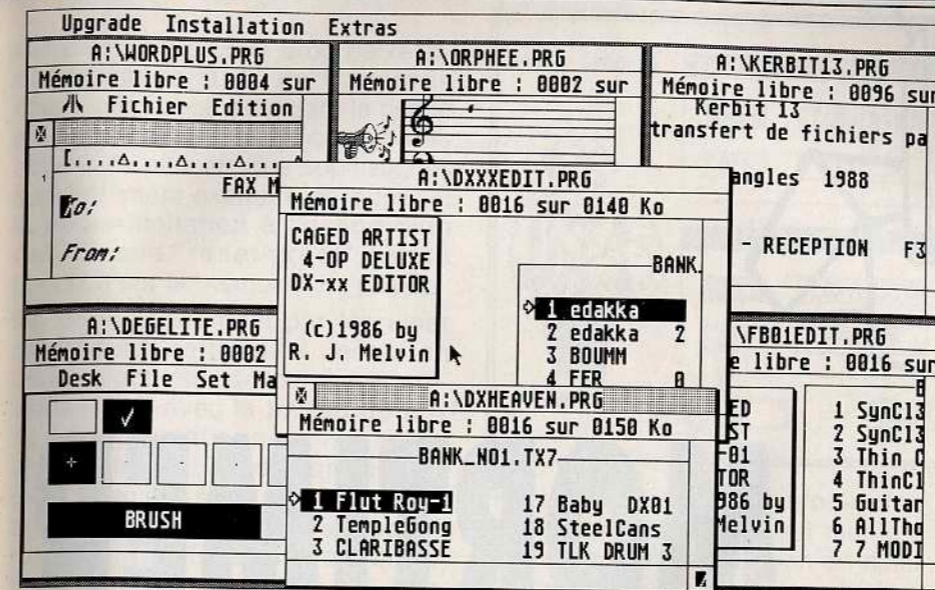 Upgrade Installation Extras
A:\WORDPLUS.PRG
Mémoire libre : 0004 sur
Fichier Edition
FAX M
To:
From:
A:\ORPHEE.PRG
Mémoire libre : 0002 sur
A:\KERBIT13.PRG
Mémoire libre : 0096 sur
Kerbit 13
transfert de fichiers pa
angles 1988
- RECEPTION F3
A:\DXXXEDIT.PRG
Mémoire libre : 0016 sur 0140 Ko
CAGED ARTIST
4-OP DELUXE
DX-xx EDITOR
(c)1986 by
R. J. Melvin
BANK.
1 edakka
2 edakka 2
3 BOUMM
4 FER 8
A:\DEGELITE.PRG
Mémoire libre : 0002
Desk File Set Ma
BRUSH
A:\DXHEAVEN.PRG
Mémoire libre : 0016 sur 0150 Ko
BANK_NO1.TX7
1 Flut Roy-1 17 Baby DX01
2 TempleGong 18 SteelCans
3 CLARIBASSE 19 TLK DRUM 3
\FB01EDIT.PRG
e libre : 0016 sur
ED
ST
-01
TOR
986 by
Melvin
B
1 SynCl3
2 SynCl3
3 Thin C
4 ThinCl
5 Guitar
6 AllTho
7 7 MODI